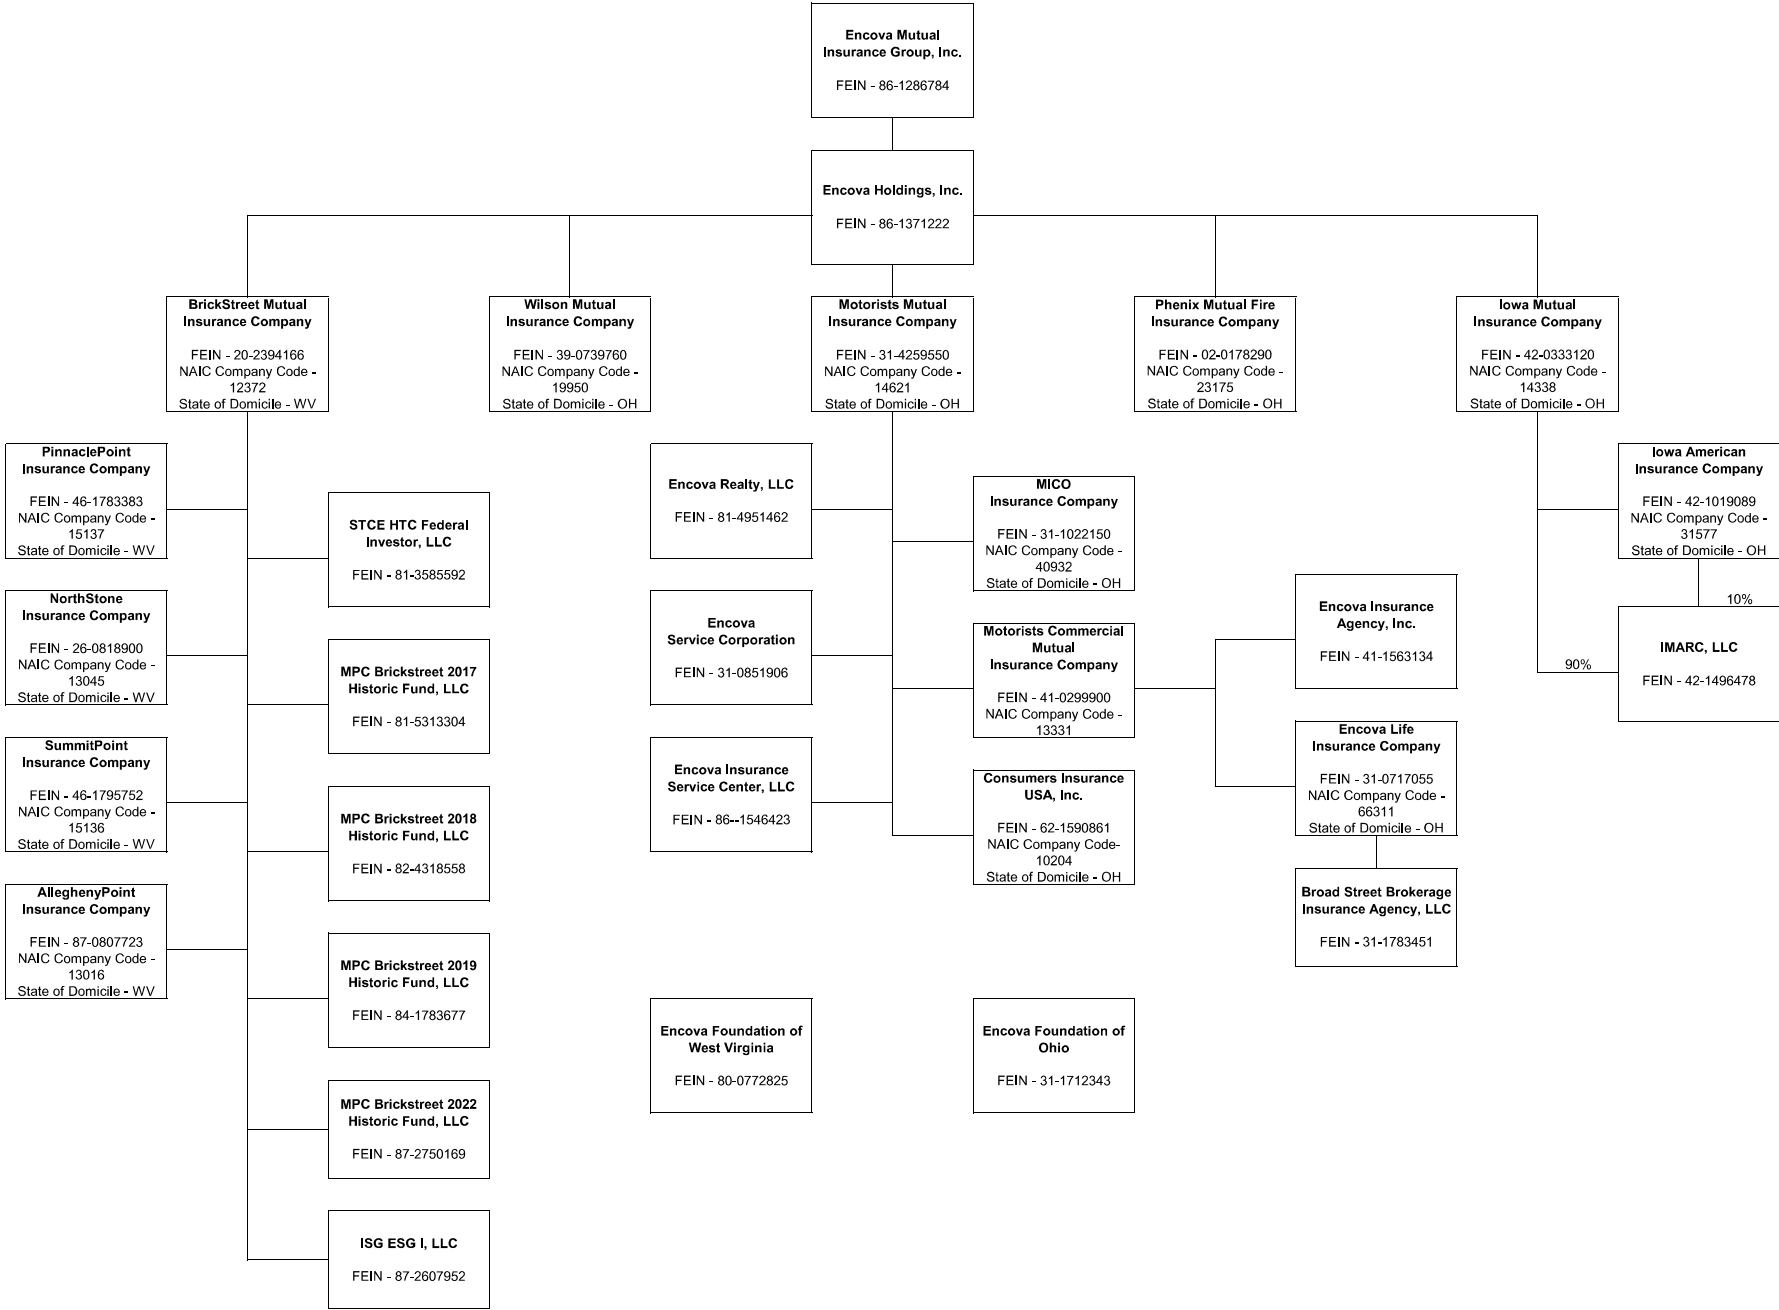 Encova Mutual
Insurance Group, Inc.
FEIN - 86-1286784
Encova Holdings, Inc.
FEIN - 86-1371222
BrickStreet Mutual
Insurance Company
FEIN - 20-2394166
NAIC Company Code -
12372
State of Domicile - WV
Wilson Mutual
Insurance Company
FEIN - 39-0739760
NAIC Company Code -
19950
State of Domicile - OH
Motorists Mutual
Insurance Company
FEIN - 31-4259550
NAIC Company Code -
14621
State of Domicile - OH
Phenix Mutual Fire
Insurance Company
FEIN - 02-0178290
NAIC Company Code -
23175
State of Domicile - OH
Iowa Mutual
Insurance Company
FEIN - 42-0333120
NAIC Company Code -
14338
State of Domicile - OH
PinnaclePoint
Insurance Company
FEIN - 46-1783383
NAIC Company Code -
15137
State of Domicile - WV
NorthStone
Insurance Company
FEIN - 26-0818900
NAIC Company Code -
13045
State of Domicile - WV
SummitPoint
Insurance Company
FEIN - 46-1795752
NAIC Company Code -
15136
State of Domicile - WV
AlleghenyPoint
Insurance Company
FEIN - 87-0807723
NAIC Company Code -
13016
State of Domicile - WV
STCE HTC Federal
Investor, LLC
FEIN - 81-3585592
MPC Brickstreet 2017
Historic Fund, LLC
FEIN - 81-5313304
MPC Brickstreet 2018
Historic Fund, LLC
FEIN - 82-4318558
MPC Brickstreet 2019
Historic Fund, LLC
FEIN - 84-1783677
MPC Brickstreet 2022
Historic Fund, LLC
FEIN - 87-2750169
ISG ESG I, LLC
FEIN - 87-2607952
Encova Realty, LLC
FEIN - 81-4951462
Encova
Service Corporation
FEIN - 31-0851906
Encova Insurance
Service Center, LLC
FEIN - 86--1546423
MICO
Insurance Company
FEIN - 31-1022150
NAIC Company Code -
40932
State of Domicile - OH
Motorists Commercial
Mutual
Insurance Company
FEIN - 41-0299900
NAIC Company Code -
13331
Consumers Insurance
USA, Inc.
FEIN - 62-1590861
NAIC Company Code-
10204
State of Domicile - OH
Encova Insurance
Agency, Inc.
FEIN - 41-1563134
Encova Life
Insurance Company
FEIN - 31-0717055
NAIC Company Code -
66311
State of Domicile - OH
Broad Street Brokerage
Insurance Agency, LLC
FEIN - 31-1783451
Iowa American
Insurance Company
FEIN - 42-1019089
NAIC Company Code -
31577
State of Domicile - OH
10%
90%
IMARC, LLC
FEIN - 42-1496478
Encova Foundation of
West Virginia
FEIN - 80-0772825
Encova Foundation of
Ohio
FEIN - 31-1712343